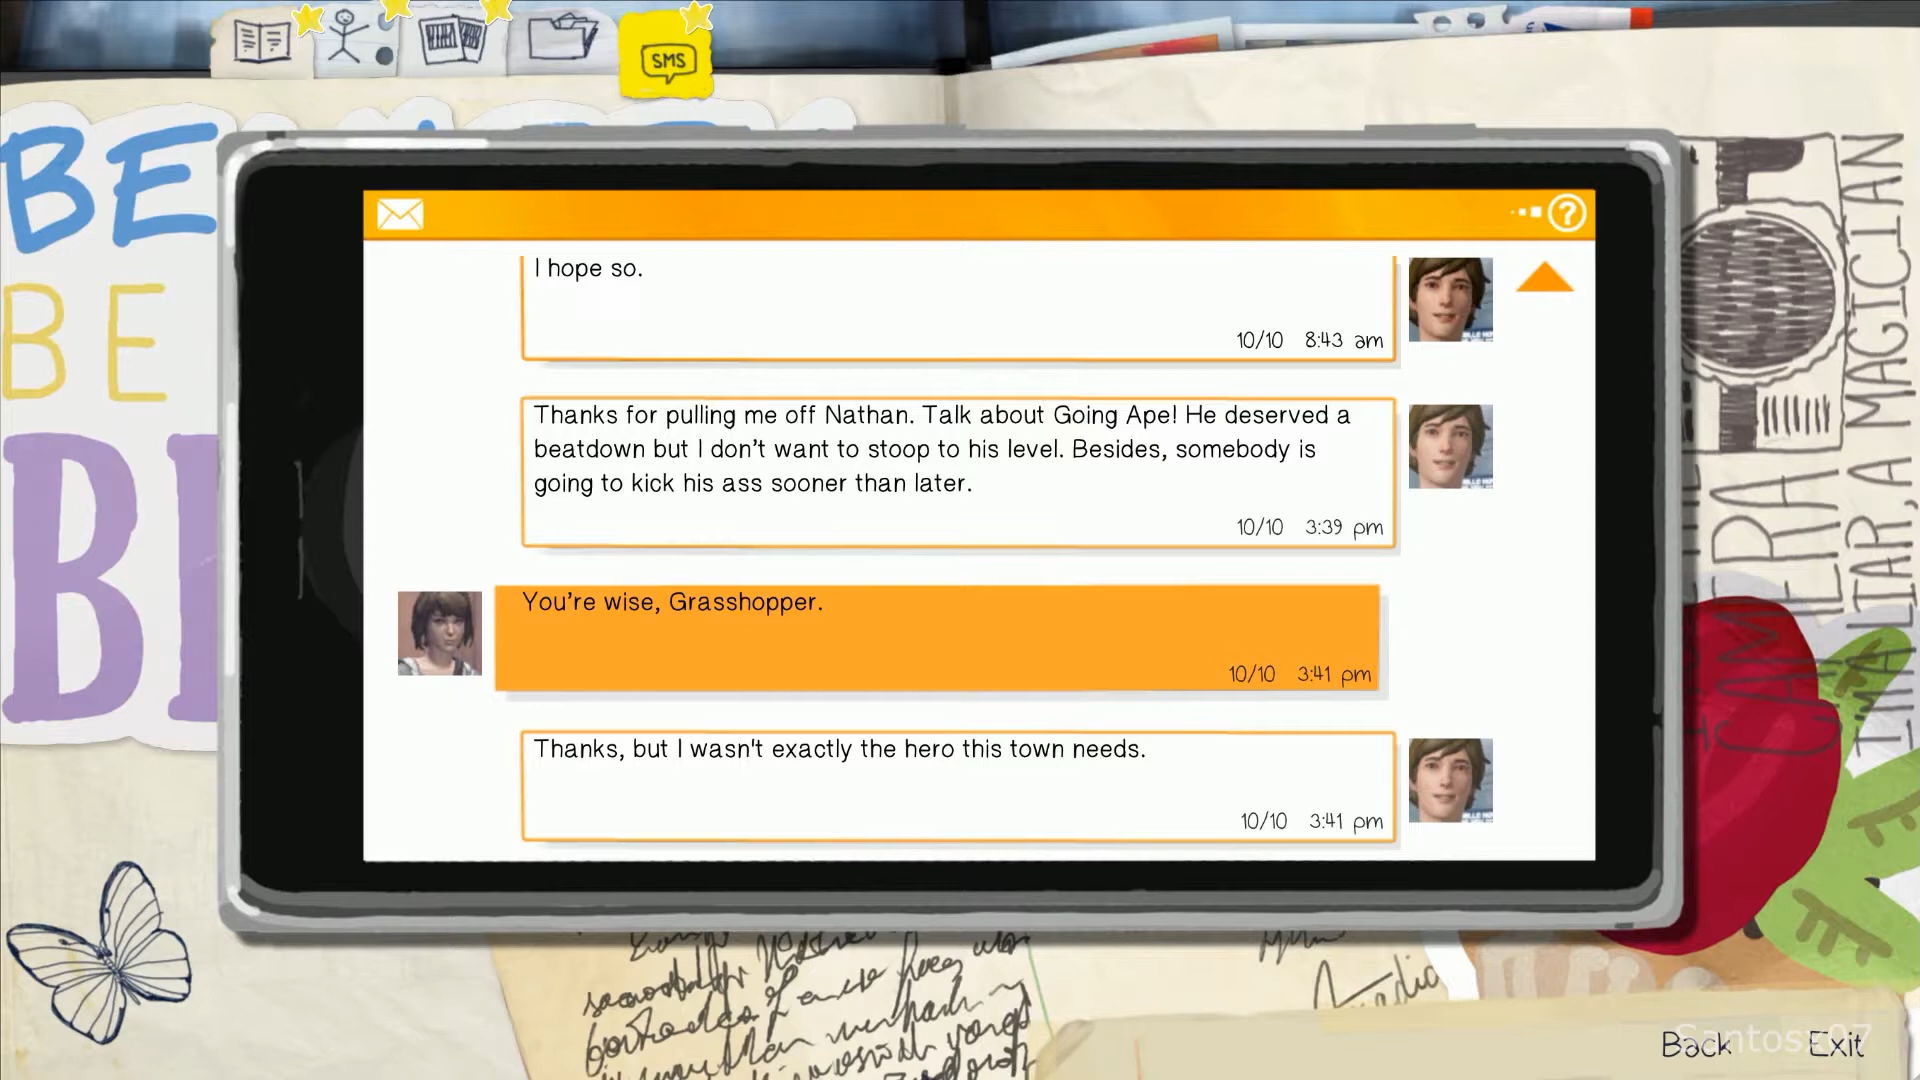 SMS
BE
BE
I hope so.
10/10 8:43 am
Thanks for pulling me off Nathan. Talk about Going Ape! He deserved a
beatdown but I don't want to stoop to his level. Besides, somebody is
going to kick his ass sooner than later.
10/10 3:39 pm
You're wise, Grasshopper.
10/10 3:41 pm
Thanks, but I wasn't exactly the hero this town needs.
10/10 3:41 pm
CAMERA
I'M A LIAR, A MAGICIAN
Santosx07
Back Exit